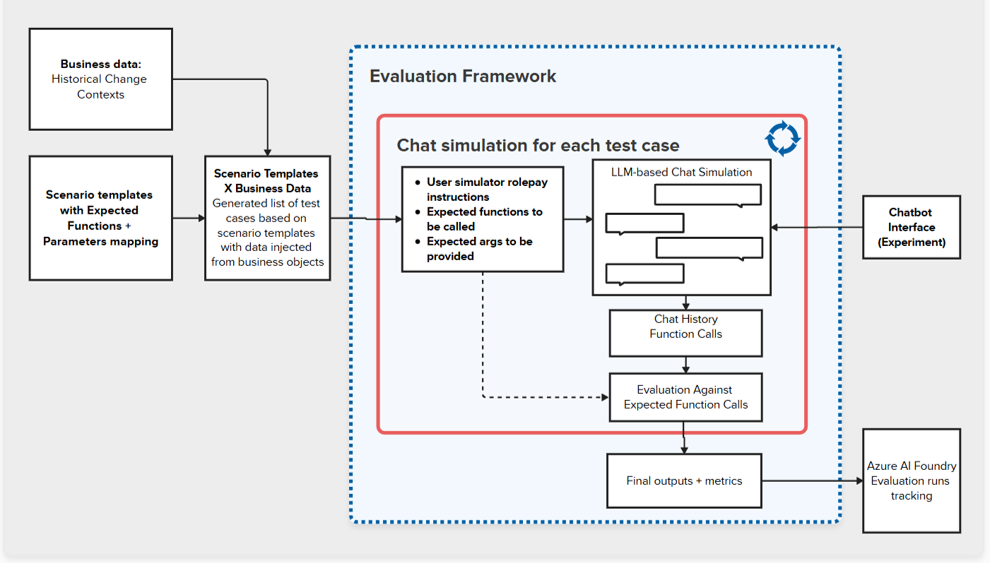 Business data:
Historical Change
Contexts
Scenario templates
with Expected
Functions +
Parameters mapping
Scenario Templates
X Business Data
Generated list of test
cases based on
scenario templates
with data injected
from business objects
Evaluation Framework
Chat simulation for each test case
User simulator rolepay
instructions
Expected functions to
be called
Expected args to be
provided
LLM-based Chat Simulation
Chat History
Function Calls
Evaluation Against
Expected Function Calls
Final outputs + metrics
Chatbot
Interface
(Experiment)
Azure AI Foundry
Evaluation runs
tracking